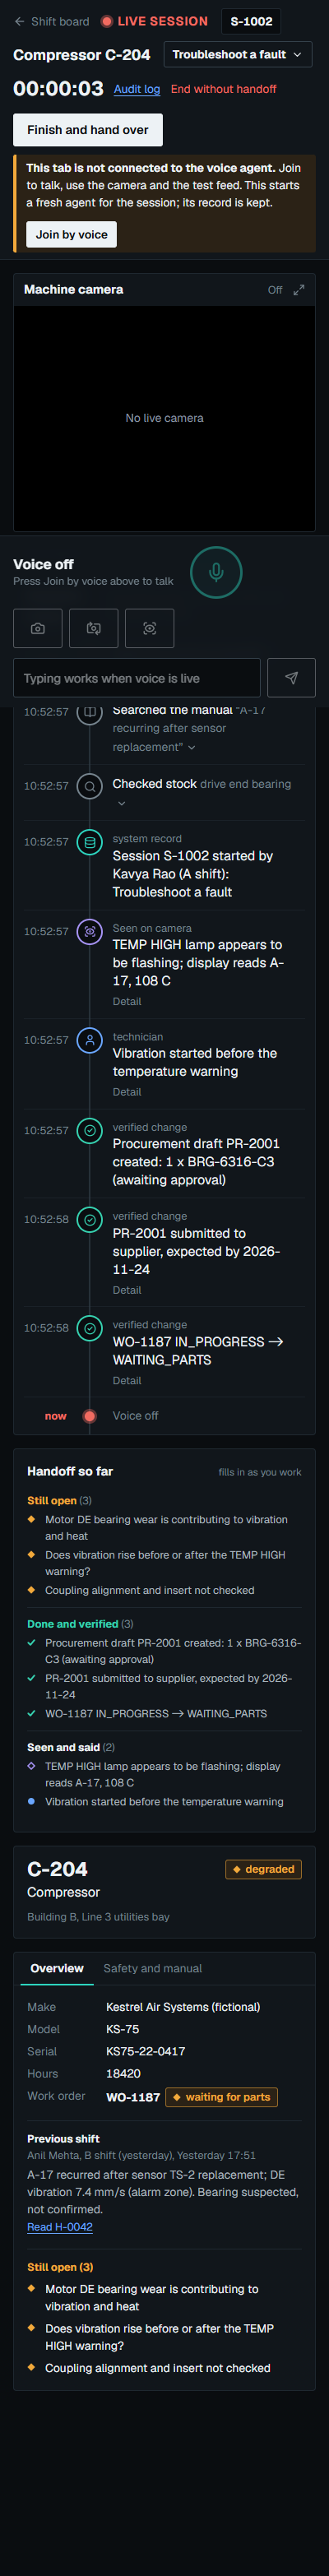 ← Shift board LIVE SESSION S-1002
Compressor C-204 Troubleshoot a fault
00:00:03 Audit log End without handoff
Finish and hand over
This tab is not connected to the voice agent. Join
to talk, use the camera and the test feed. This starts
a fresh agent for the session; its record is kept.
Join by voice
Machine camera Off
No live camera
Voice off
Press Join by voice above to talk
Typing works when voice is live
10:52:57 Searched the manual "A-17
recurring after sensor
replacement"
10:52:57 Checked stock drive end bearing
10:52:57 system record
Session S-1002 started by
Kavya Rao (A shift):
Troubleshoot a fault
10:52:57 Seen on camera
TEMP HIGH lamp appears to
be flashing; display reads A-
17, 108 C
Detail
10:52:57 technician
Vibration started before the
temperature warning
Detail
10:52:57 verified change
Procurement draft PR-2001
created: 1 x BRG-6316-C3
(awaiting approval)
10:52:58 verified change
PR-2001 submitted to
supplier, expected by 2026-
11-24
Detail
10:52:58 verified change
WO-1187 IN_PROGRESS →
WAITING_PARTS
Detail
now Voice off
Handoff so far fills in as you work
Still open (3)
Motor DE bearing wear is contributing to vibration
and heat
Does vibration rise before or after the TEMP HIGH
warning?
Coupling alignment and insert not checked
Done and verified (3)
Procurement draft PR-2001 created: 1 x BRG-6316-
C3 (awaiting approval)
PR-2001 submitted to supplier, expected by 2026-
11-24
WO-1187 IN_PROGRESS → WAITING_PARTS
Seen and said (2)
TEMP HIGH lamp appears to be flashing; display
reads A-17, 108 C
Vibration started before the temperature warning
C-204 degraded
Compressor
Building B, Line 3 utilities bay
Overview Safety and manual
Make Kestrel Air Systems (fictional)
Model KS-75
Serial KS75-22-0417
Hours 18420
Work order WO-1187 waiting for parts
Previous shift
Anil Mehta, B shift (yesterday), Yesterday 17:51
A-17 recurred after sensor TS-2 replacement; DE
vibration 7.4 mm/s (alarm zone). Bearing suspected,
not confirmed.
Read H-0042
Still open (3)
Motor DE bearing wear is contributing to
vibration and heat
Does vibration rise before or after the TEMP
HIGH warning?
Coupling alignment and insert not checked